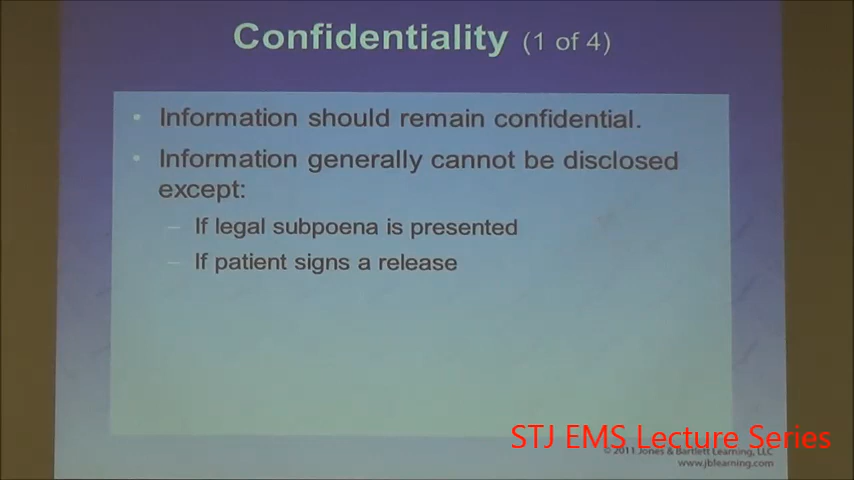 Confidentiality (1 of 4)
• Information should remain confidential.
• Information generally cannot be disclosed
except:
– If legal subpoena is presented
– If patient signs a release
STJ EMS Lecture Series
© 2011 Jones & Bartlett Learning, LLC
www.jblearning.com